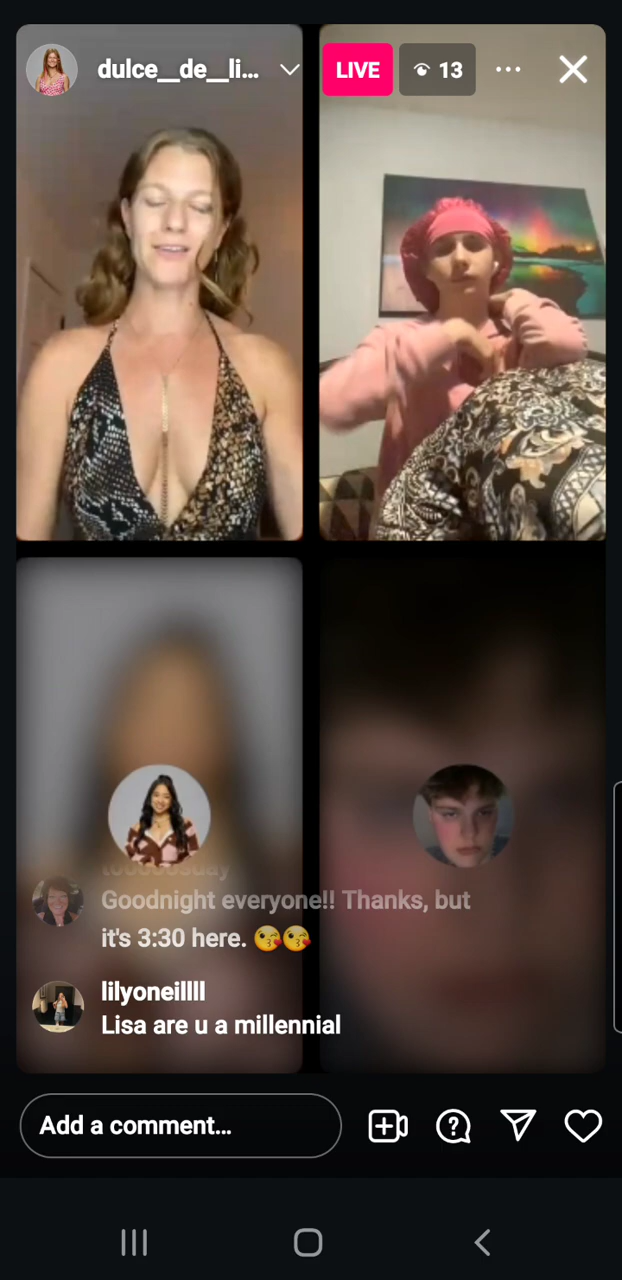 dulce__de__li...
LIVE
13
Goodnight everyone!! Thanks, but
it's 3:30 here. 😘😘
lilyoneillll
Lisa are u a millennial
Add a comment...